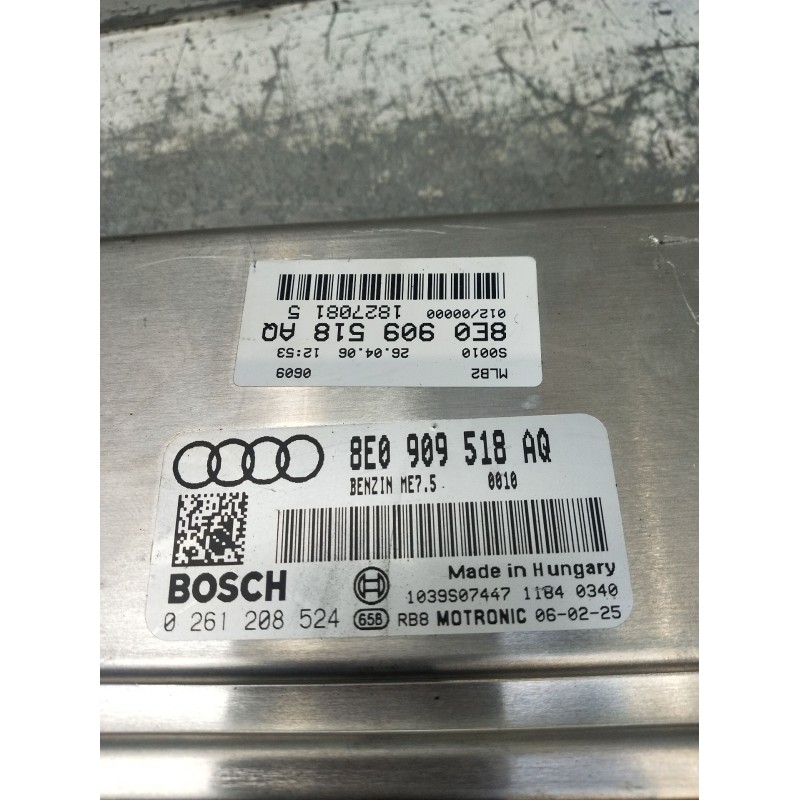 MLB2 0609
S0010 26.04.06 12:53
8E0 909 518 AQ
012/00000 1827081 5
8E0 909 518 AQ
BENZIN ME7.5 0010
Made in Hungary
BOSCH
1039S07447 1184 0340
0 261 208 524 65B RB8 MOTRONIC 06-02-25